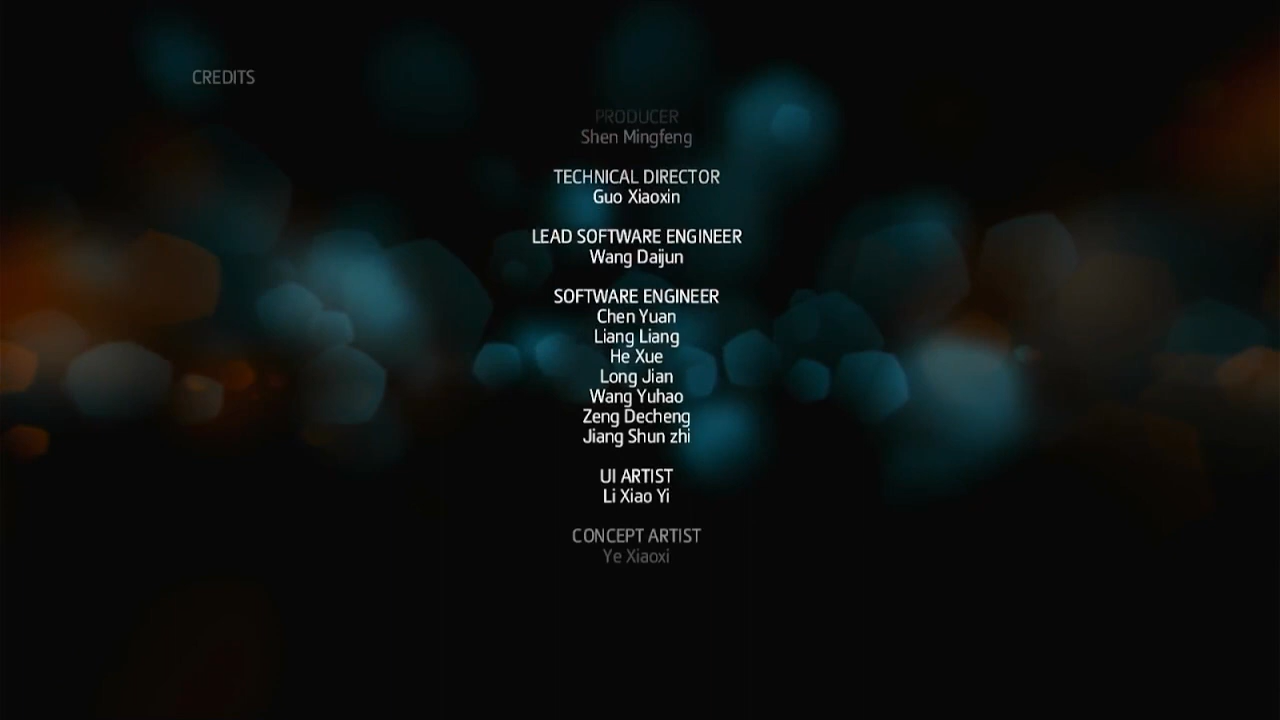 CREDITS
PRODUCER
Shen Mingfeng
TECHNICAL DIRECTOR
Guo Xiaoxin
LEAD SOFTWARE ENGINEER
Wang Daijun
SOFTWARE ENGINEER
Chen Yuan
Liang Liang
He Xue
Long Jian
Wang Yuhao
Zeng Decheng
Jiang Shun zhi
UI ARTIST
Li Xiao Yi
CONCEPT ARTIST
Ye Xiaoxi